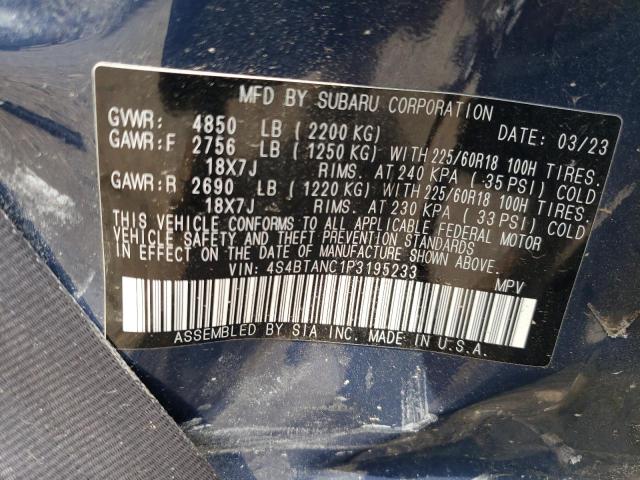 MFD BY SUBARU CORPORATION
GVWR: 4850 LB (2200 KG) DATE: 03/23
GAWR:F 2756 LB (1250 KG) WITH 225/60R18 100H TIRES.
18X7J RIMS. AT 240 KPA (35 PSI) COLD
GAWR:R 2690 LB (1220 KG) WITH 225/60R18 100H TIRES.
18X7J RIMS. AT 230 KPA (33 PSI) COLD
THIS VEHICLE CONFORMS TO ALL APPLICABLE FEDERAL MOTOR
VEHICLE SAFETY AND THEFT PREVENTION STANDARDS
IN EFFECT ON THE DATE OF MANUFACTURE SHOWN ABOVE.
VIN: 4S4BTANC1P3195233 MPV
ASSEMBLED BY SIA INC. MADE IN U.S.A.